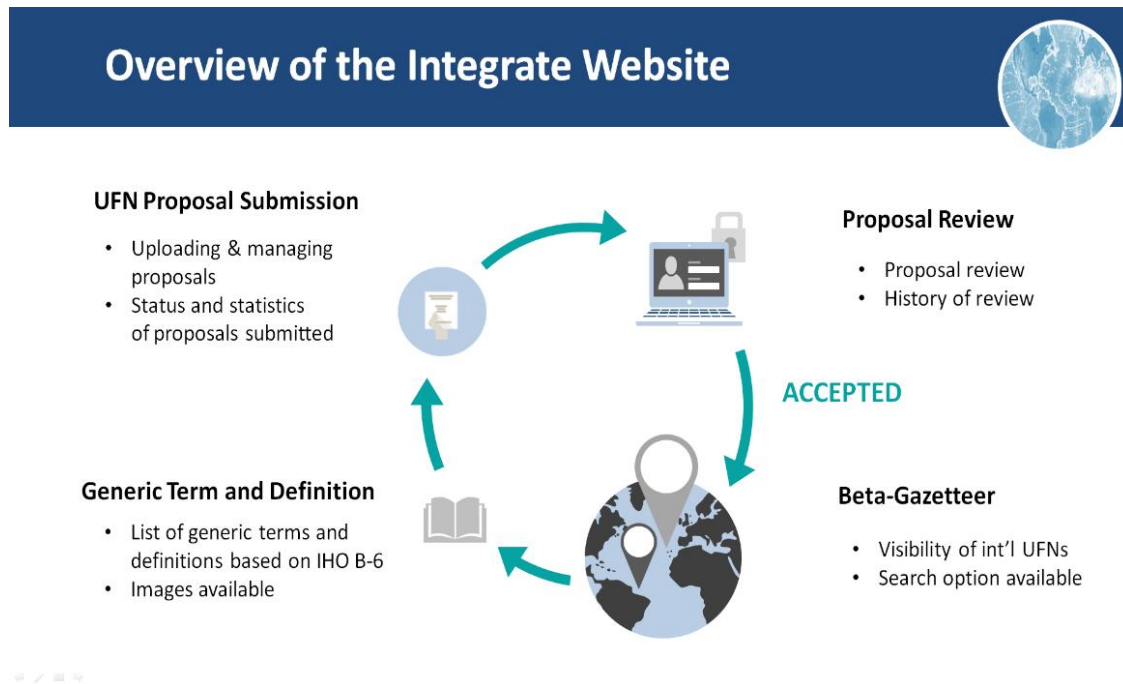 Overview of the Integrate Website
UFN Proposal Submission
• Uploading & managing
proposals
• Status and statistics
of proposals submitted
Proposal Review
• Proposal review
• History of review
ACCEPTED
Generic Term and Definition
• List of generic terms and
definitions based on IHO B-6
• Images available
Beta-Gazetteer
• Visibility of int'l UFNs
• Search option available